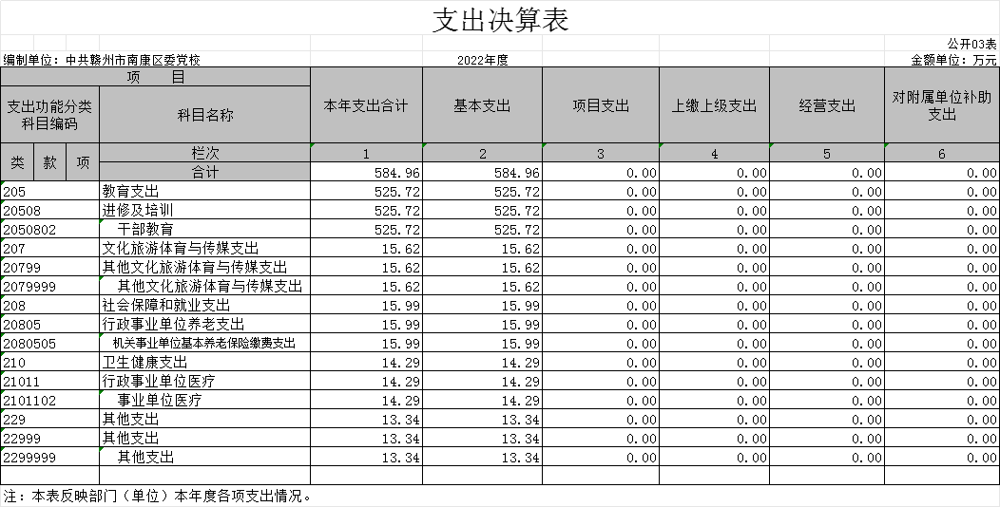 支出决算表
公开03表
编制单位：中共赣州市南康区委党校 2022年度 金额单位：万元
项 目 本年支出合计 基本支出 项目支出 上缴上级支出 经营支出 对附属单位补助支出
支出功能分类科目编码 科目名称
类 款 项 栏次 1 2 3 4 5 6
合计 584.96 584.96 0.00 0.00 0.00 0.00
205 教育支出 525.72 525.72 0.00 0.00 0.00 0.00
20508 进修及培训 525.72 525.72 0.00 0.00 0.00 0.00
2050802 干部教育 525.72 525.72 0.00 0.00 0.00 0.00
207 文化旅游体育与传媒支出 15.62 15.62 0.00 0.00 0.00 0.00
20799 其他文化旅游体育与传媒支出 15.62 15.62 0.00 0.00 0.00 0.00
2079999 其他文化旅游体育与传媒支出 15.62 15.62 0.00 0.00 0.00 0.00
208 社会保障和就业支出 15.99 15.99 0.00 0.00 0.00 0.00
20805 行政事业单位养老支出 15.99 15.99 0.00 0.00 0.00 0.00
2080505 机关事业单位基本养老保险缴费支出 15.99 15.99 0.00 0.00 0.00 0.00
210 卫生健康支出 14.29 14.29 0.00 0.00 0.00 0.00
21011 行政事业单位医疗 14.29 14.29 0.00 0.00 0.00 0.00
2101102 事业单位医疗 14.29 14.29 0.00 0.00 0.00 0.00
229 其他支出 13.34 13.34 0.00 0.00 0.00 0.00
22999 其他支出 13.34 13.34 0.00 0.00 0.00 0.00
2299999 其他支出 13.34 13.34 0.00 0.00 0.00 0.00
注：本表反映部门（单位）本年度各项支出情况。